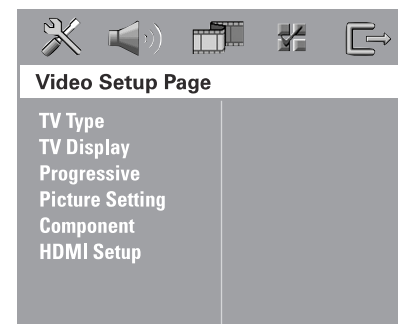 Video Setup Page
TV Type
TV Display
Progressive
Picture Setting
Component
HDMI Setup